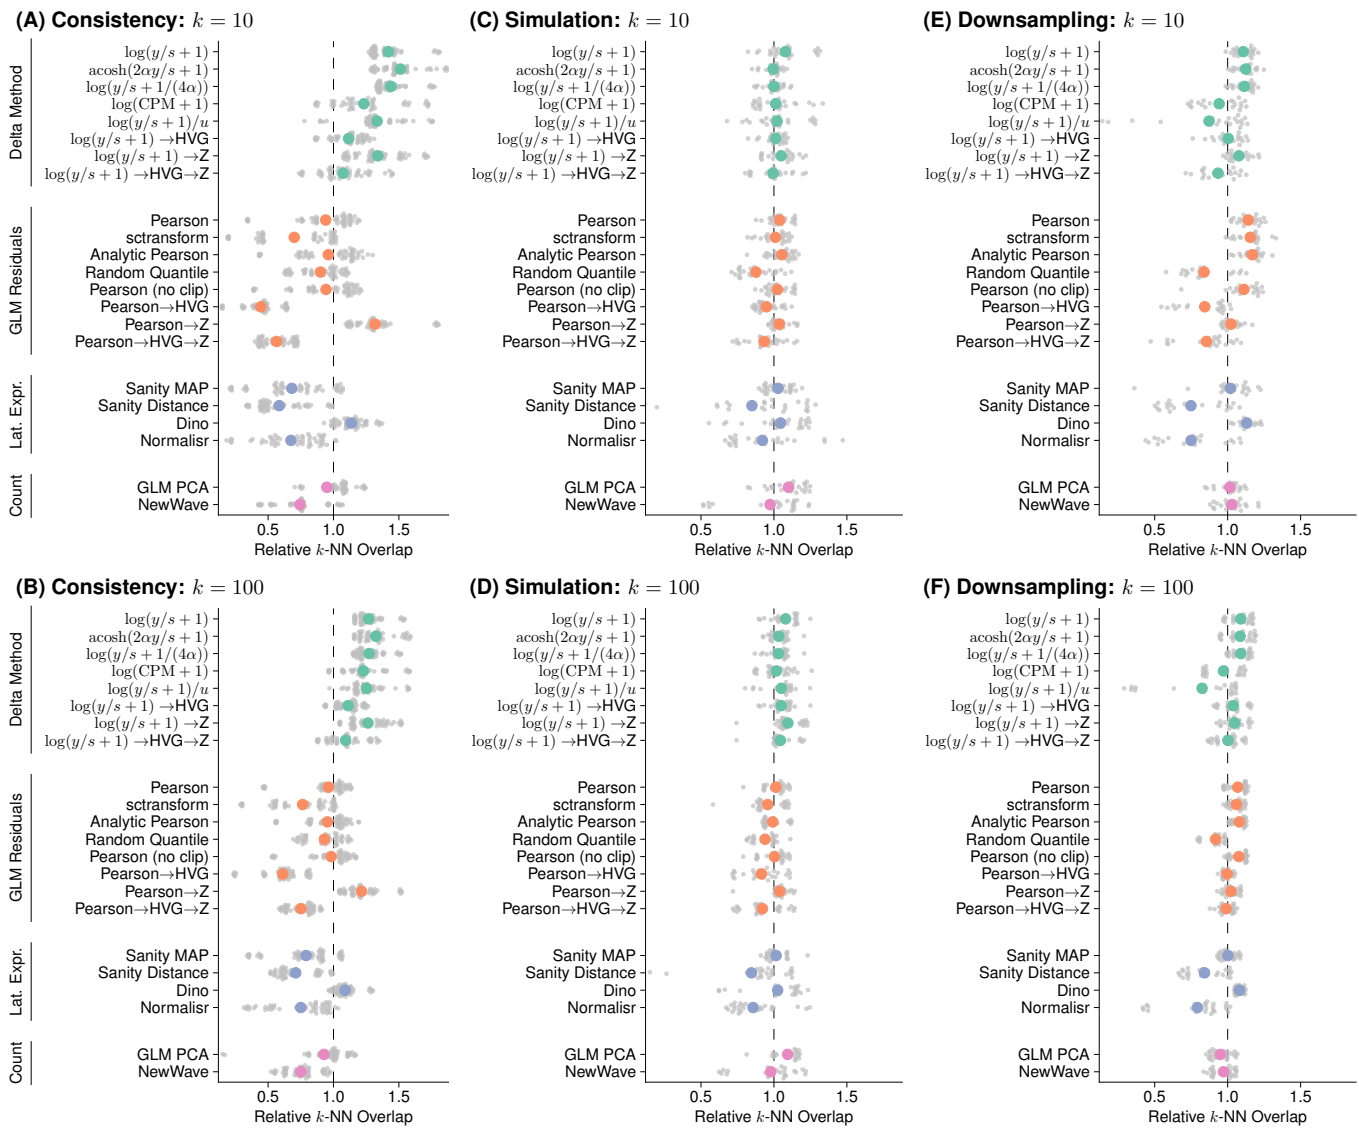 (A) Consistency: k = 10
Delta Method
log(y/s + 1)
acosh(2αy/s + 1)
log(y/s + 1/(4α))
log(CPM + 1)
log(y/s + 1)/u
log(y/s + 1) →HVG
log(y/s + 1) →Z
log(y/s + 1) →HVG→Z
GLM Residuals
Pearson
sctransform
Analytic Pearson
Random Quantile
Pearson (no clip)
Pearson→HVG
Pearson→Z
Pearson→HVG→Z
Lat. Expr.
Sanity MAP
Sanity Distance
Dino
Normalisr
Count
GLM PCA
NewWave
0.5 1.0 1.5
Relative k-NN Overlap
(C) Simulation: k = 10
log(y/s + 1)
acosh(2αy/s + 1)
log(y/s + 1/(4α))
log(CPM + 1)
log(y/s + 1)/u
log(y/s + 1) →HVG
log(y/s + 1) →Z
log(y/s + 1) →HVG→Z
Pearson
sctransform
Analytic Pearson
Random Quantile
Pearson (no clip)
Pearson→HVG
Pearson→Z
Pearson→HVG→Z
Sanity MAP
Sanity Distance
Dino
Normalisr
GLM PCA
NewWave
0.5 1.0 1.5
Relative k-NN Overlap
(E) Downsampling: k = 10
log(y/s + 1)
acosh(2αy/s + 1)
log(y/s + 1/(4α))
log(CPM + 1)
log(y/s + 1)/u
log(y/s + 1) →HVG
log(y/s + 1) →Z
log(y/s + 1) →HVG→Z
Pearson
sctransform
Analytic Pearson
Random Quantile
Pearson (no clip)
Pearson→HVG
Pearson→Z
Pearson→HVG→Z
Sanity MAP
Sanity Distance
Dino
Normalisr
GLM PCA
NewWave
0.5 1.0 1.5
Relative k-NN Overlap
(B) Consistency: k = 100
Delta Method
log(y/s + 1)
acosh(2αy/s + 1)
log(y/s + 1/(4α))
log(CPM + 1)
log(y/s + 1)/u
log(y/s + 1) →HVG
log(y/s + 1) →Z
log(y/s + 1) →HVG→Z
GLM Residuals
Pearson
sctransform
Analytic Pearson
Random Quantile
Pearson (no clip)
Pearson→HVG
Pearson→Z
Pearson→HVG→Z
Lat. Expr.
Sanity MAP
Sanity Distance
Dino
Normalisr
Count
GLM PCA
NewWave
0.5 1.0 1.5
Relative k-NN Overlap
(D) Simulation: k = 100
log(y/s + 1)
acosh(2αy/s + 1)
log(y/s + 1/(4α))
log(CPM + 1)
log(y/s + 1)/u
log(y/s + 1) →HVG
log(y/s + 1) →Z
log(y/s + 1) →HVG→Z
Pearson
sctransform
Analytic Pearson
Random Quantile
Pearson (no clip)
Pearson→HVG
Pearson→Z
Pearson→HVG→Z
Sanity MAP
Sanity Distance
Dino
Normalisr
GLM PCA
NewWave
0.5 1.0 1.5
Relative k-NN Overlap
(F) Downsampling: k = 100
log(y/s + 1)
acosh(2αy/s + 1)
log(y/s + 1/(4α))
log(CPM + 1)
log(y/s + 1)/u
log(y/s + 1) →HVG
log(y/s + 1) →Z
log(y/s + 1) →HVG→Z
Pearson
sctransform
Analytic Pearson
Random Quantile
Pearson (no clip)
Pearson→HVG
Pearson→Z
Pearson→HVG→Z
Sanity MAP
Sanity Distance
Dino
Normalisr
GLM PCA
NewWave
0.5 1.0 1.5
Relative k-NN Overlap